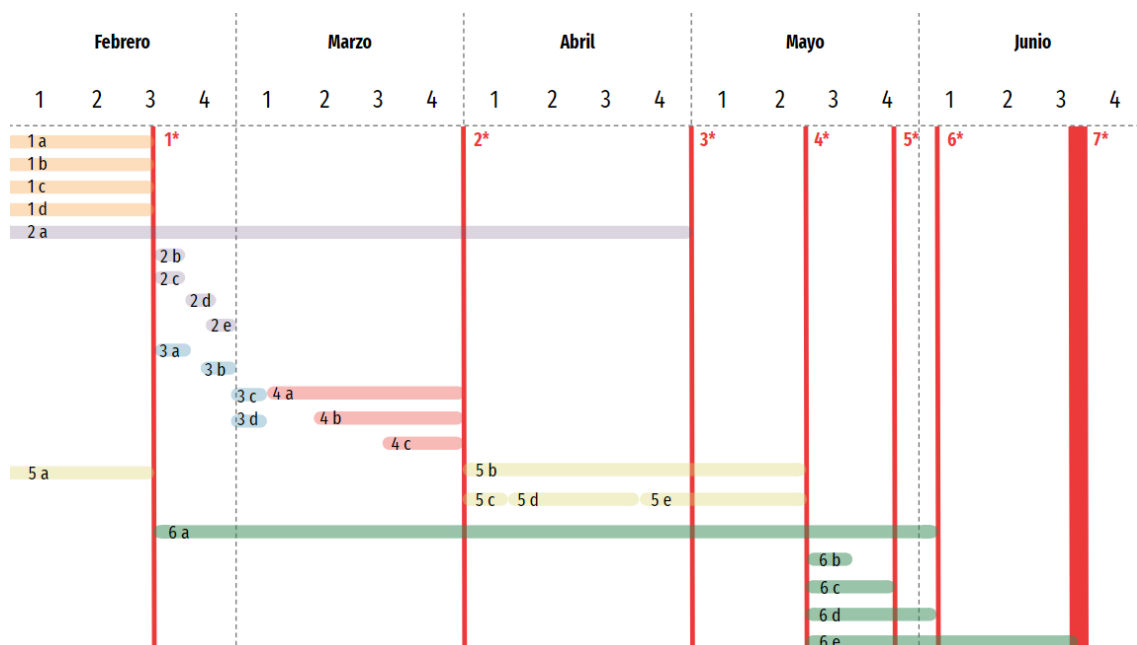 Febrero Marzo Abril Mayo Junio
1 2 3 4 1 2 3 4 1 2 3 4 1 2 3 4 1 2 3 4
1 a 1* 2* 3* 4* 5* 6* 7*
1 b
1 c
1 d
2 a
2 b
2 c
2 d
2 e
3 a
3 b
3 c 4 a
3 d 4 b
4 c
5 a 5 b
5 c 5 d 5 e
6 a
6 b
6 c
6 d
6 e